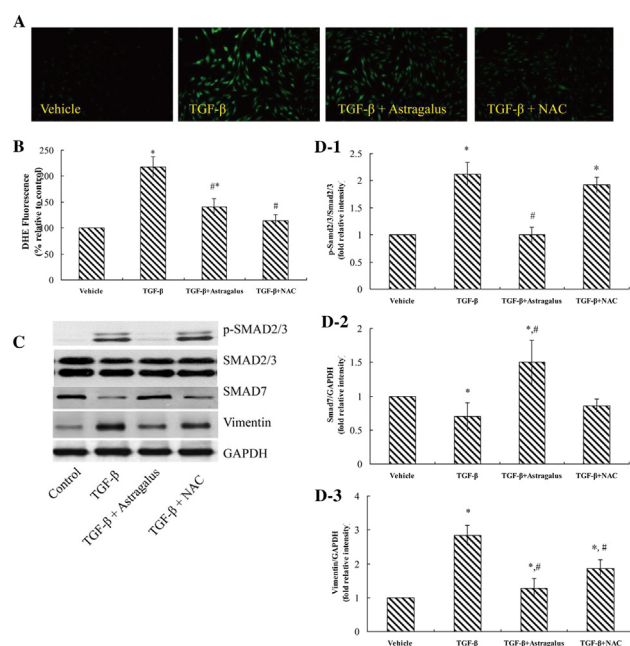 A
Vehicle
TGF-β
TGF-β + Astragalus
TGF-β + NAC
B
DHE Fluorescence
(% relative to control)
250
200
150
100
50
0
*
#*
#
Vehicle
TGF-β
TGF-β+Astragalus
TGF-β+NAC
C
p-SMAD2/3
SMAD2/3
SMAD7
Vimentin
GAPDH
Control
TGF-β
TGF-β + Astragalus
TGF-β + NAC
D-1
p-Samd2/3/Smad2/3
(fold relative intensity)
2.5
2
1.5
1
0.5
0
*
#
*
Vehicle
TGF-β
TGF-β+Astragalus
TGF-β+NAC
D-2
Smad7/GAPDH
(fold relative intensity)
2
1.5
1
0.5
0
*
*,#
Vehicle
TGF-β
TGF-β+Astragalus
TGF-β+NAC
D-3
Vimentin/GAPDH
(fold relative intensity)
4
3
2
1
0
*
*,#
*, #
Vehicle
TGF-β
TGF-β+Astragalus
TGF-β+NAC